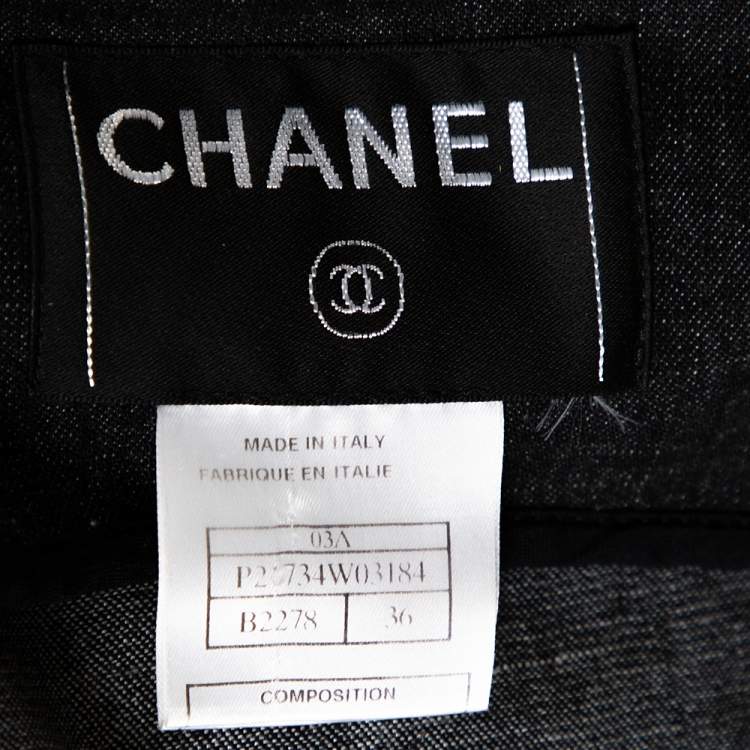 CHANEL
MADE IN ITALY
FABRIQUE EN ITALIE
03A
B2278 36
COMPOSITION